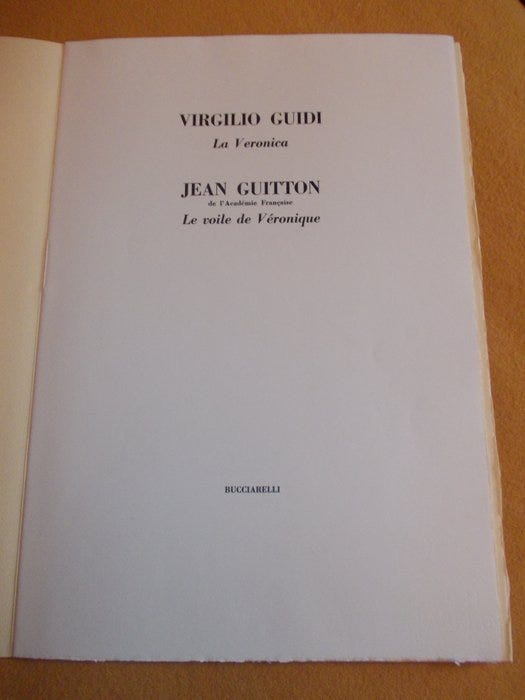 VIRGILIO GUIDI
La Veronica
JEAN GUITTON
de l'Académie Française
Le voile de Véronique
BUCCIARELLI